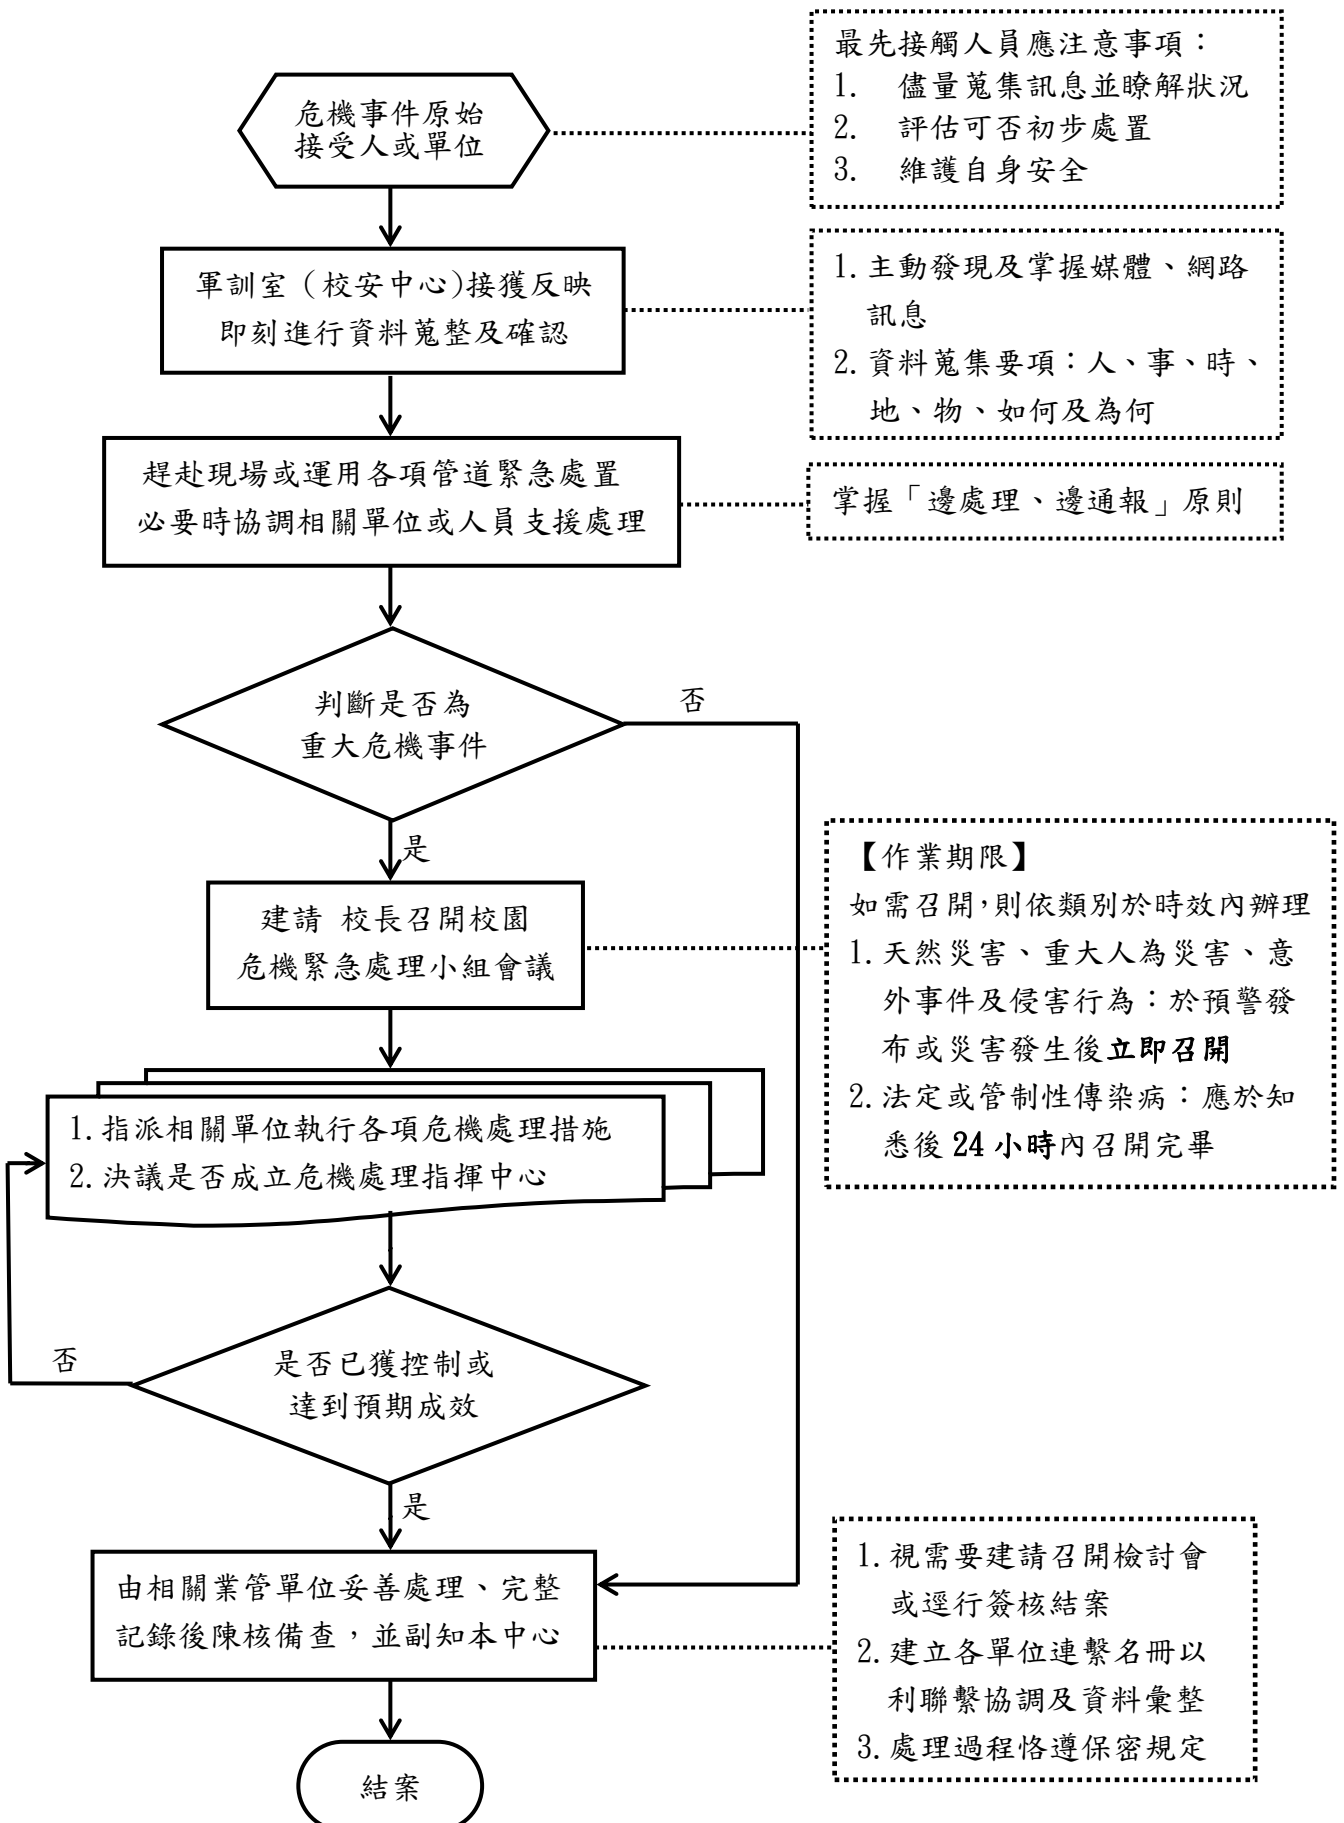 最先接觸人員應注意事項：
1. 儘量蒐集訊息並瞭解狀況
2. 評估可否初步處置
3. 維護自身安全
危機事件原始
接受人或單位
1.主動發現及掌握媒體、網路
訊息
2.資料蒐集要項：人、事、時、
地、物、如何及為何
軍訓室（校安中心)接獲反映
即刻進行資料蒐整及確認
趕赴現場或運用各項管道緊急處置
必要時協調相關單位或人員支援處理
掌握「邊處理、邊通報」原則
判斷是否為
重大危機事件
否
是
建請 校長召開校園
危機緊急處理小組會議
【作業期限】
如需召開，則依類別於時效內辦理
1.天然災害、重大人為災害、意
外事件及侵害行為：於預警發
布或災害發生後立即召開
2.法定或管制性傳染病：應於知
悉後 24 小時內召開完畢
1.指派相關單位執行各項危機處理措施
2.決議是否成立危機處理指揮中心
是否已獲控制或
達到預期成效
否
是
由相關業管單位妥善處理、完整
記錄後陳核備查，並副知本中心
1.視需要建請召開檢討會
或逕行簽核結案
2.建立各單位連繫名冊以
利聯繫協調及資料彙整
3.處理過程恪遵保密規定
結案